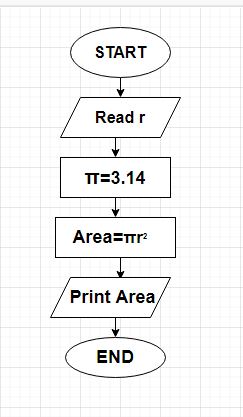 START
Read r
π=3.14
Area=πr²
Print Area
END